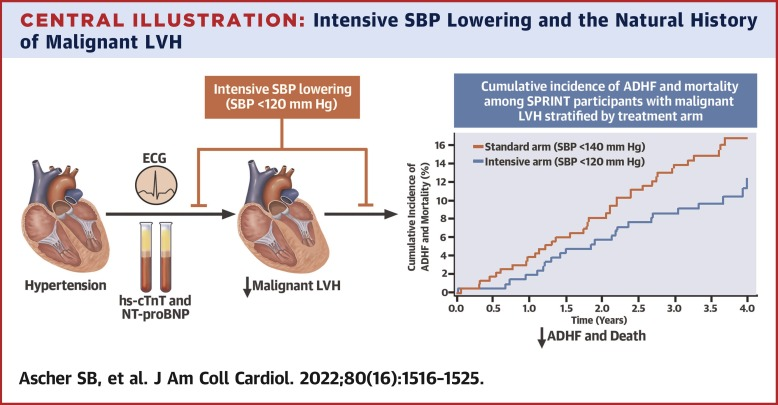 CENTRAL ILLUSTRATION: Intensive SBP Lowering and the Natural History
of Malignant LVH
Intensive SBP lowering
(SBP <120 mm Hg)
ECG
Hypertension
hs-cTnT and
NT-proBNP
Malignant LVH
Cumulative incidence of ADHF and mortality
among SPRINT participants with malignant
LVH stratified by treatment arm
Cumulative Incidence of
ADHF and Mortality (%)
16
14
12
10
8
6
4
2
0
Standard arm (SBP <140 mm Hg)
Intensive arm (SBP <120 mm Hg)
0.0 0.5 1.0 1.5 2.0 2.5 3.0 3.5 4.0
Time (Years)
ADHF and Death
Ascher SB, et al. J Am Coll Cardiol. 2022;80(16):1516–1525.